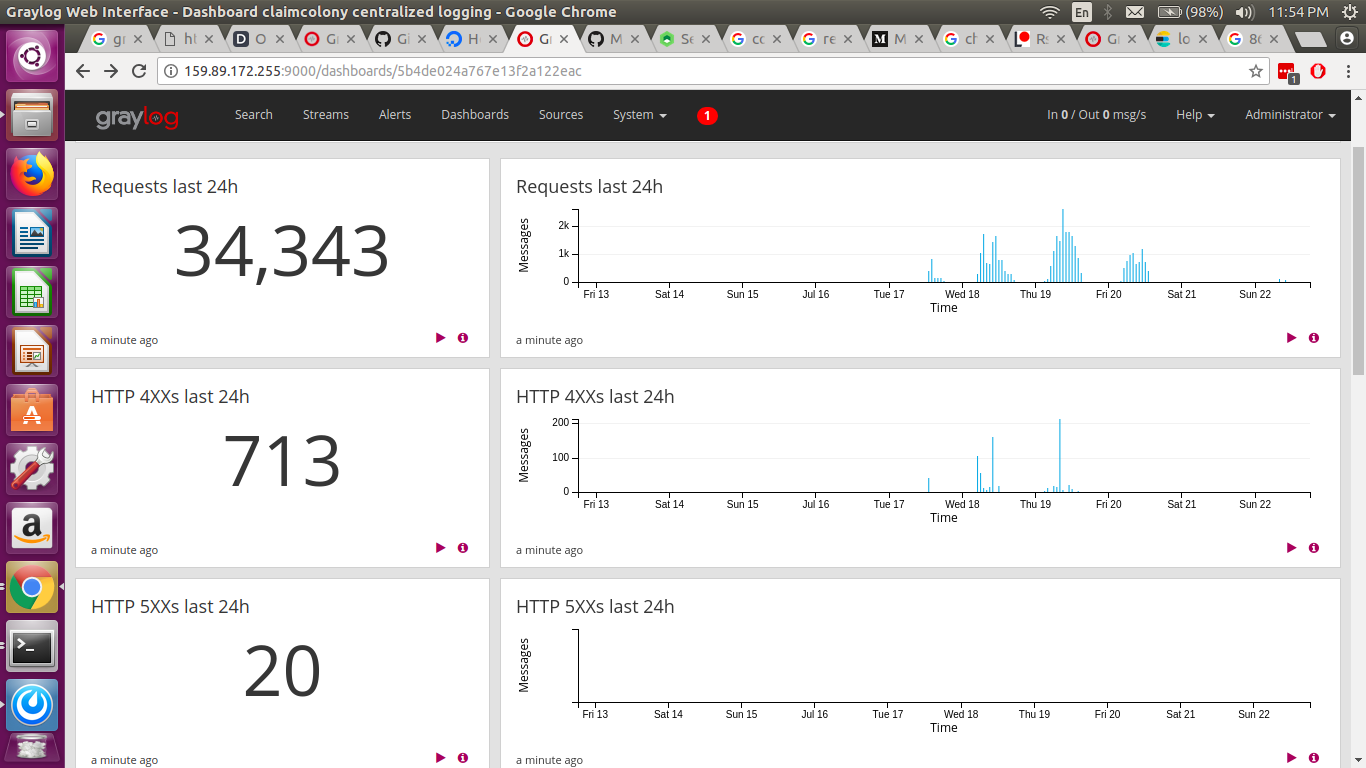 Graylog Web Interface - Dashboard claimcolony centralized logging - Google Chrome
En (98%) 11:54 PM
gr hl O Gr Gi He Gr M Se co re M ch Rs Gr lo 86
159.89.172.255:9000/dashboards/5b4de024a767e13f2a122eac
1
graylog Search Streams Alerts Dashboards Sources System 1 In 0 / Out 0 msg/s Help Administrator
Requests last 24h
34,343
a minute ago
Requests last 24h
Messages
2k
1k
0
Fri 13 Sat 14 Sun 15 Jul 16 Tue 17 Wed 18 Thu 19 Fri 20 Sat 21 Sun 22
Time
a minute ago
HTTP 4XXs last 24h
713
a minute ago
HTTP 4XXs last 24h
Messages
200
100
0
Fri 13 Sat 14 Sun 15 Jul 16 Tue 17 Wed 18 Thu 19 Fri 20 Sat 21 Sun 22
Time
a minute ago
HTTP 5XXs last 24h
20
a minute ago
HTTP 5XXs last 24h
Messages
Fri 13 Sat 14 Sun 15 Jul 16 Tue 17 Wed 18 Thu 19 Fri 20 Sat 21 Sun 22
Time
a minute ago